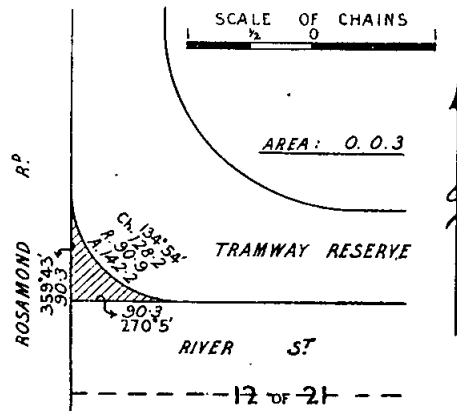 SCALE OF CHAINS
1 ½ 0 1
AREA: 0.0.3
ROSAMOND RD
359°43'
90.3
134°54'
Ch. 128.2
R. 90.9
A. 142.2
TRAMWAY RESERVE
90.3
270°5'
RIVER ST
12 OF 21